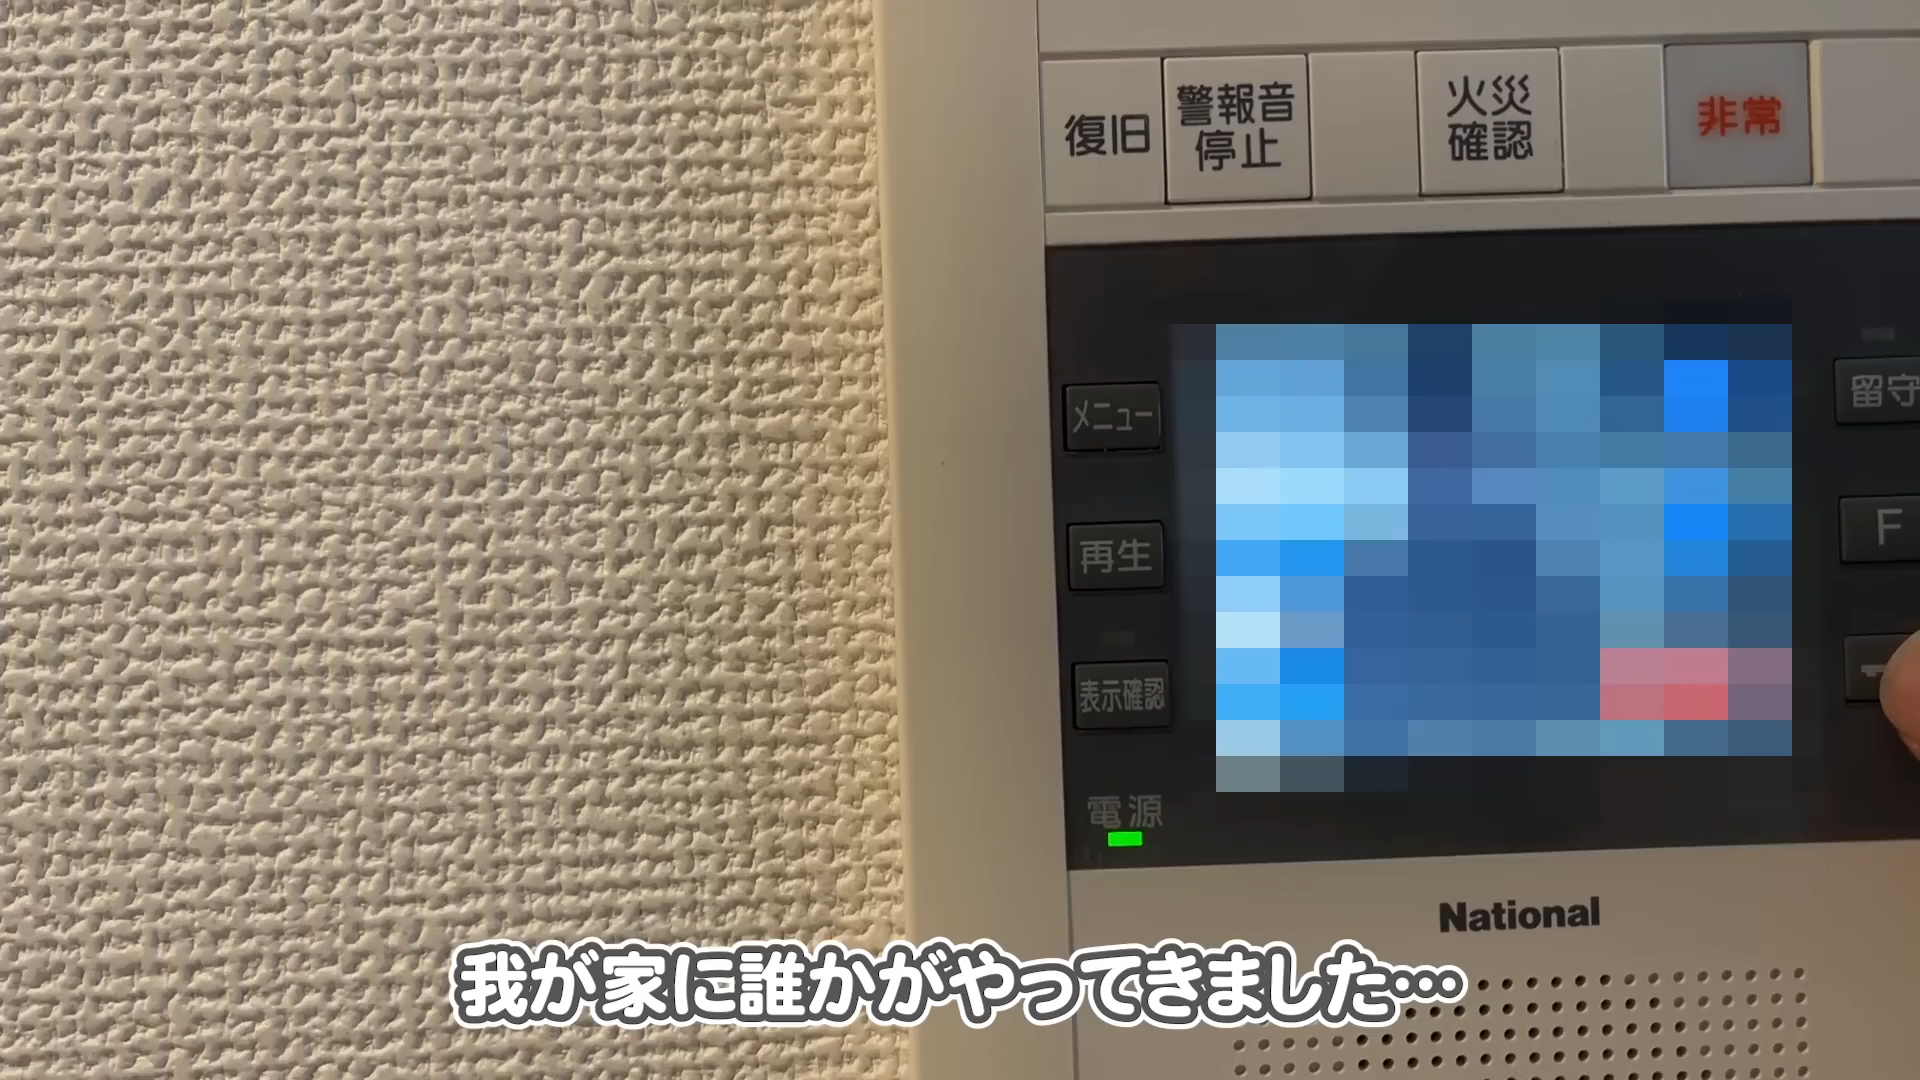 復旧
警報音
停止
火災
確認
非常
メニュー
留守
再生
F
表示確認
電源
National
我が家に誰かがやってきました…